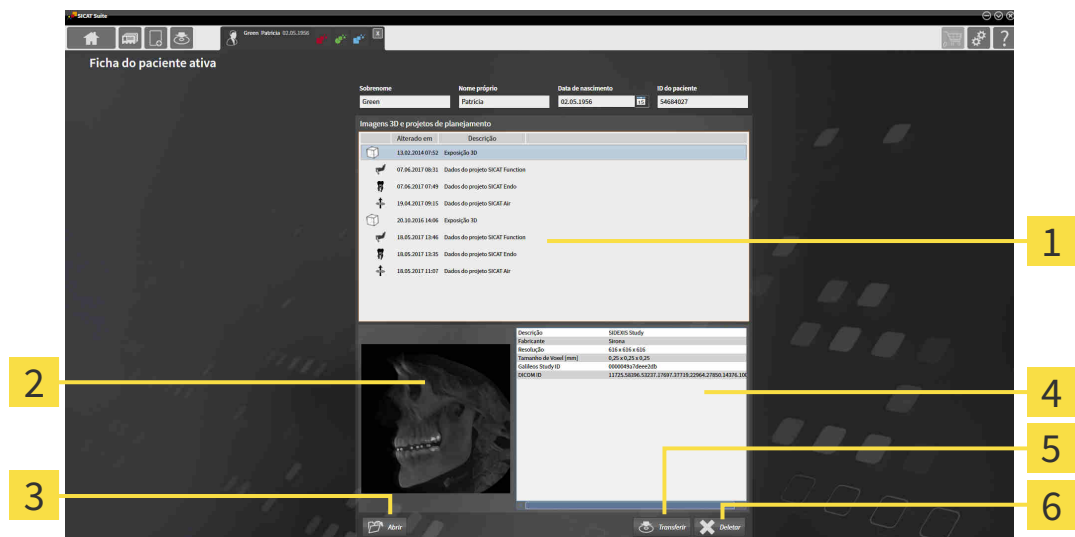 SICAT Suite
Green Patricia 02.05.1956
X
?
Ficha do paciente ativa
Sobrenome Nome próprio Data de nascimento ID do paciente
Green Patricia 02.05.1956 15 54684027
Imagens 3D e projetos de planejamento
Alterado em Descrição
13.02.2014 07:52 Exposição 3D
07.06.2017 08:31 Dados do projeto SICAT Function
07.06.2017 07:49 Dados do projeto SICAT Endo
19.04.2017 09:15 Dados do projeto SICAT Air
20.10.2016 14:06 Exposição 3D
18.05.2017 13:46 Dados do projeto SICAT Function
1
18.05.2017 13:35 Dados do projeto SICAT Endo
18.05.2017 11:07 Dados do projeto SICAT Air
Descrição SIDEXIS Study
Fabricante Sirona
Resolução 616 x 616 x 616
Tamanho de Voxel [mm] 0,25 x 0,25 x 0,25
Galileos Study ID 0000049a7deee2db
DICOM ID 11725.58396.53237.17697.37719.22964.27850.14376.100
2
4
5
3
6
Abrir Transferir Deletar